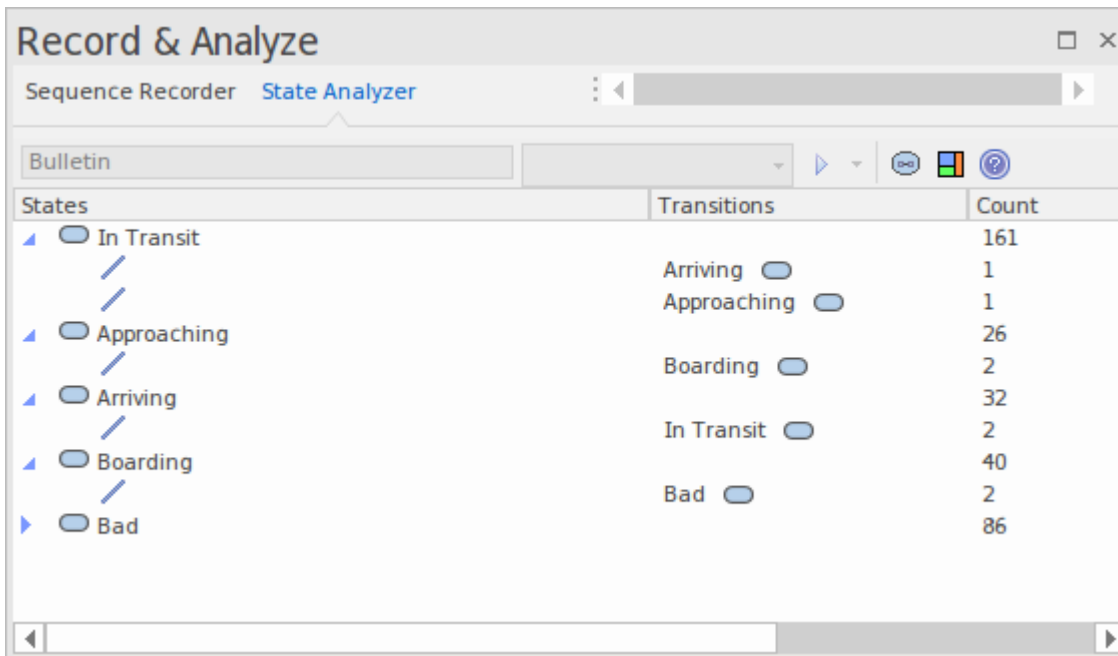 Record & Analyze
Sequence Recorder State Analyzer
Bulletin
States Transitions Count
In Transit 161
Arriving 1
Approaching 1
Approaching 26
Boarding 2
Arriving 32
In Transit 2
Boarding 40
Bad 2
Bad 86